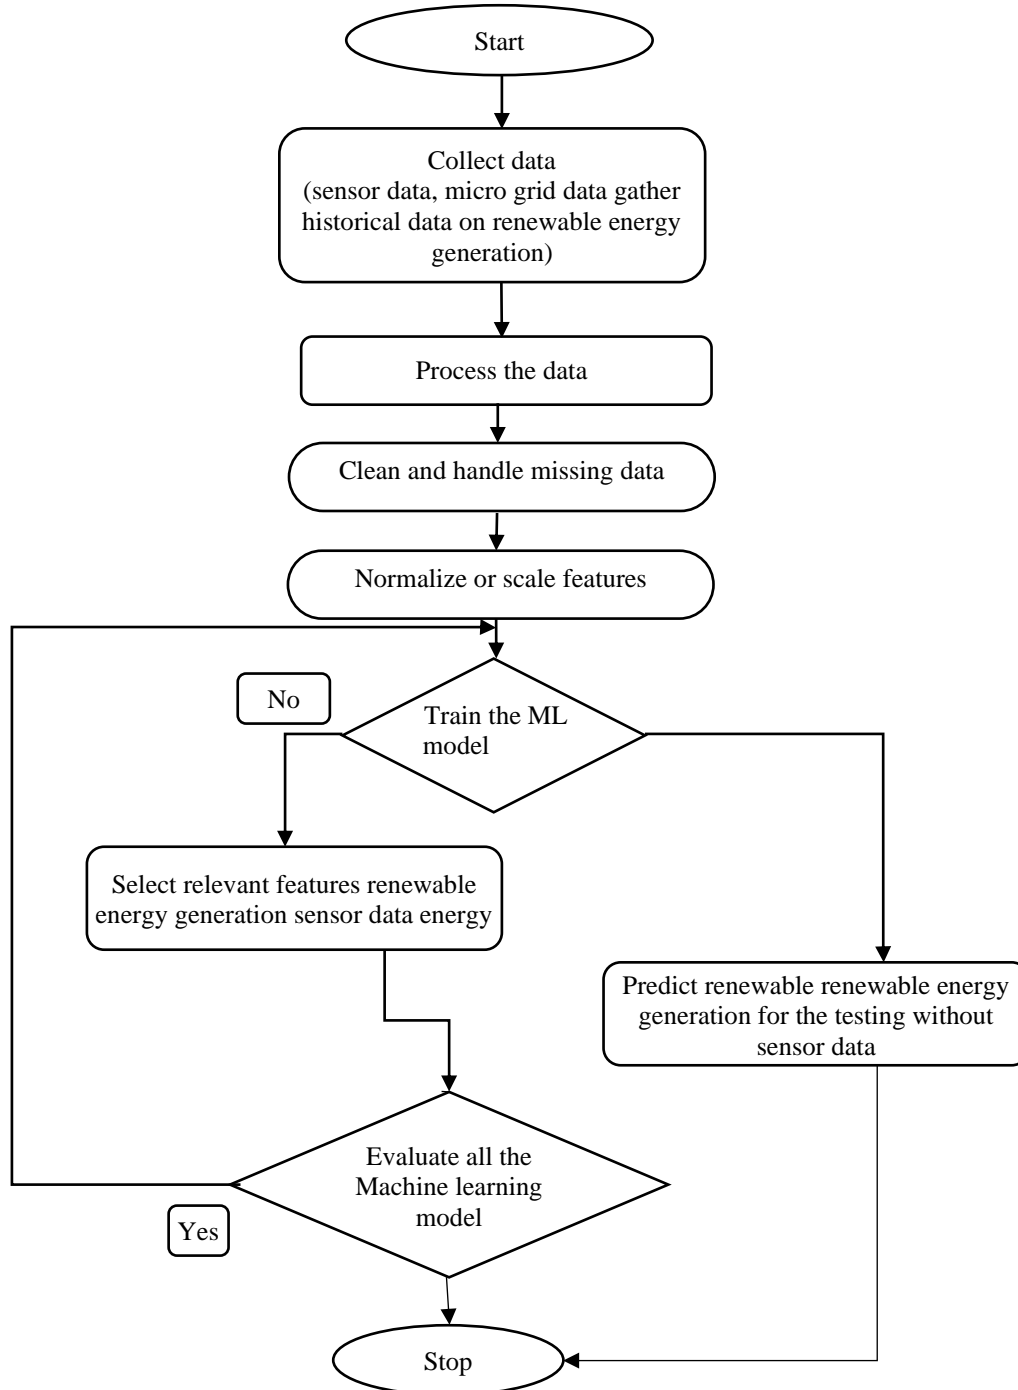 Start
Collect data
(sensor data, micro grid data gather
historical data on renewable energy
generation)
Process the data
Clean and handle missing data
Normalize or scale features
No
Train the ML
model
Select relevant features renewable
energy generation sensor data energy
Predict renewable renewable energy
generation for the testing without
sensor data
Evaluate all the
Machine learning
model
Yes
Stop